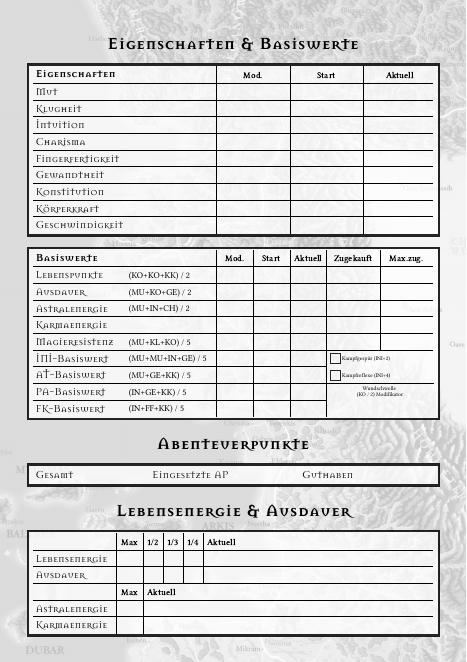 Eigenschaften & Basiswerte
Eigenschaften Mod. Start Aktuell
Mut
Klugheit
Intuition
Charisma
Fingerfertigkeit
Gewandtheit
Konstitution
Körperkraft
Geschwindigkeit
Basiswerte Mod. Start Aktuell Zugekauft Max.zug.
Lebenspunkte (KO+KO+KK) / 2
Ausdauer (MU+KO+GE) / 2
Astralenergie (MU+IN+CH) / 2
Karmaenergie
Magieresistenz (MU+KL+KO) / 5
INI-Basiswert (MU+MU+IN+GE) / 5 Kampfgespür (INI+2)
AT-Basiswert (MU+GE+KK) / 5 Kampfreflexe (INI+4)
PA-Basiswert (IN+GE+KK) / 5 Wundschwelle
(KO / 2) Modifikator
FK-Basiswert (IN+FF+KK) / 5
Abenteuerpunkte
Gesamt Eingesetzte AP Guthaben
Lebensenergie & Ausdauer
ARKIS
Max 1/2 1/3 1/4 Aktuell
Lebensenergie
Ausdauer
Max Aktuell
Astralenergie
Karmaenergie
Mikram
DUBAR